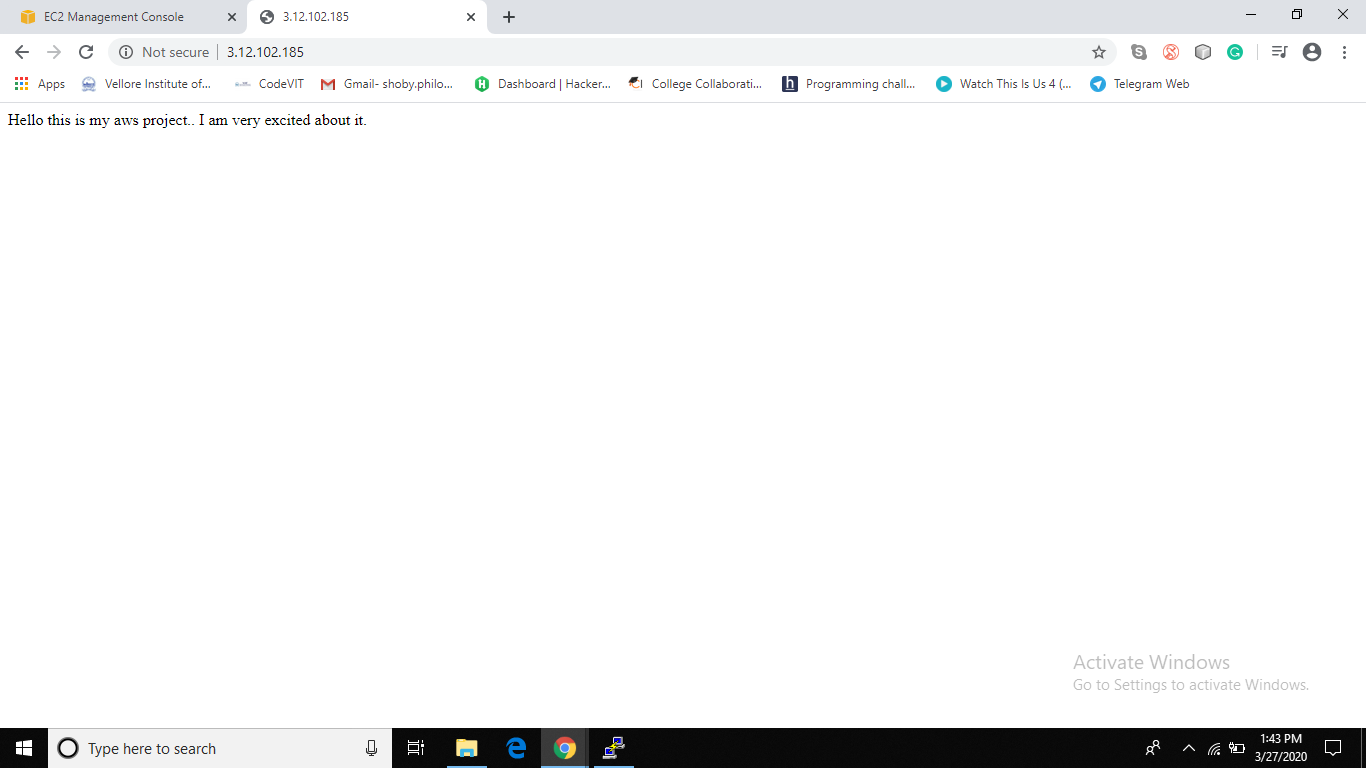 EC2 Management Console
3.12.102.185
Not secure
3.12.102.185
Apps
Vellore Institute of...
CodeVIT
Gmail- shoby.philo...
Dashboard | Hacker...
College Collaborati...
Programming chall...
Watch This Is Us 4 (...
Telegram Web
Hello this is my aws project.. I am very excited about it.
Activate Windows
Go to Settings to activate Windows.
Type here to search
1:43 PM
3/27/2020